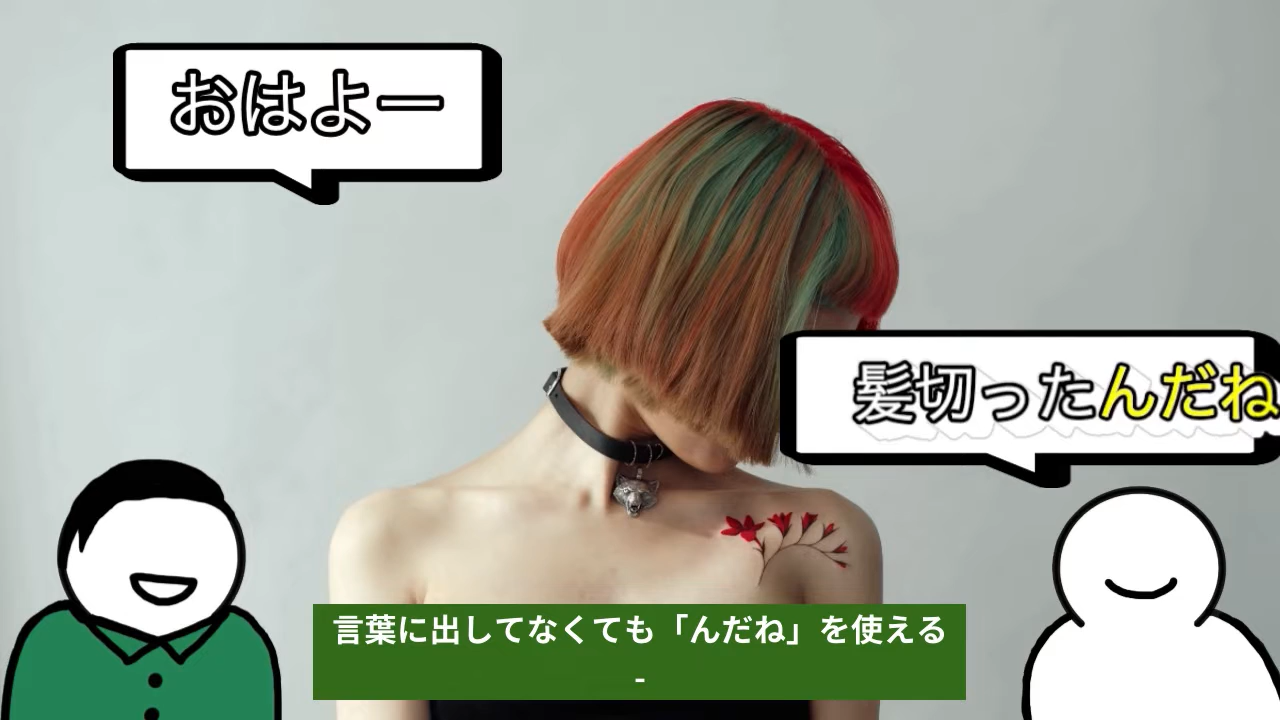 おはよー
髪切ったんだね
言葉に出してなくても「んだね」を使える
-